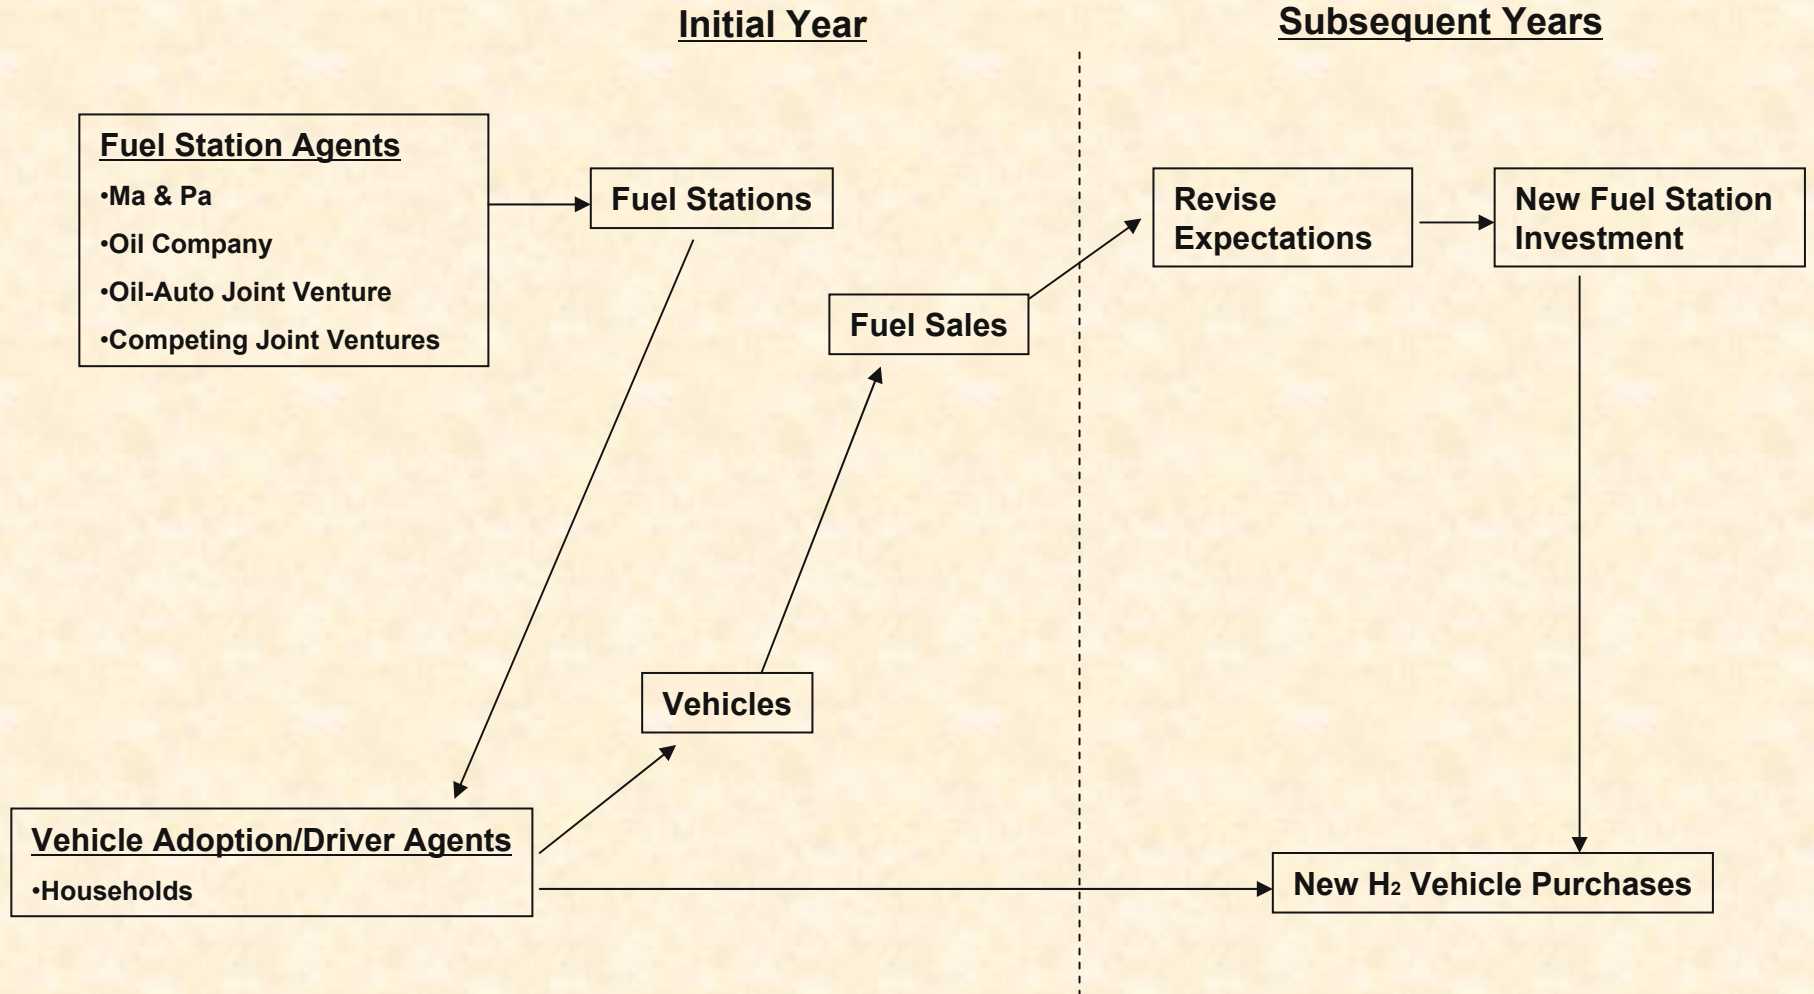 Initial Year
Subsequent Years
Fuel Station Agents
•Ma & Pa
•Oil Company
•Oil-Auto Joint Venture
•Competing Joint Ventures
Fuel Stations
Revise
Expectations
New Fuel Station
Investment
Fuel Sales
Vehicles
Vehicle Adoption/Driver Agents
•Households
New H₂ Vehicle Purchases